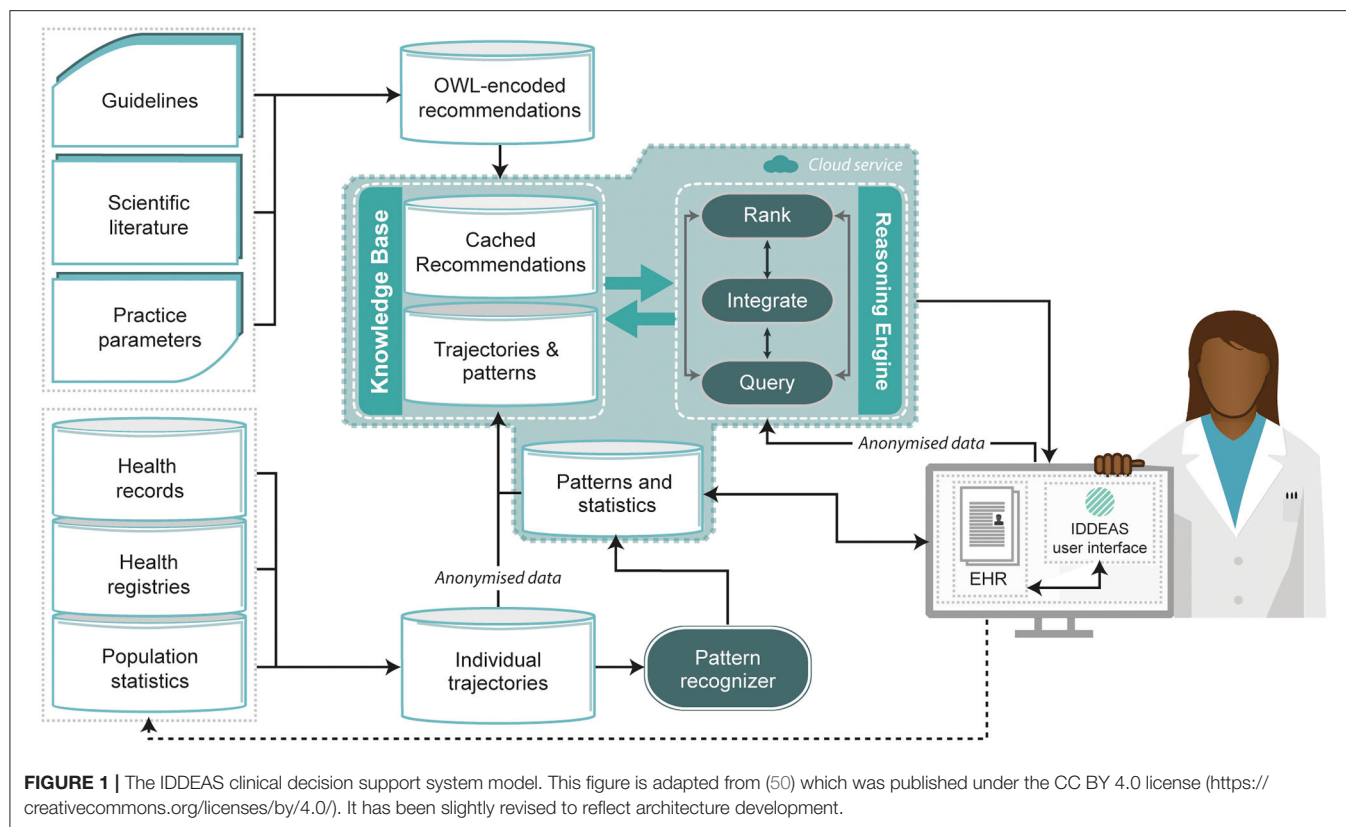 Guidelines
Scientific
literature
Practice
parameters
OWL-encoded
recommendations
Cloud service
Knowledge Base
Cached
Recommendations
Trajectories &
patterns
Rank
Integrate
Query
Reasoning Engine
Anonymised data
Health
records
Health
registries
Population
statistics
Patterns and
statistics
Anonymised data
Individual
trajectories
Pattern
recognizer
EHR
IDDEAS
user interface
FIGURE 1 | The IDDEAS clinical decision support system model. This figure is adapted from (50) which was published under the CC BY 4.0 license (https://
creativecommons.org/licenses/by/4.0/). It has been slightly revised to reflect architecture development.